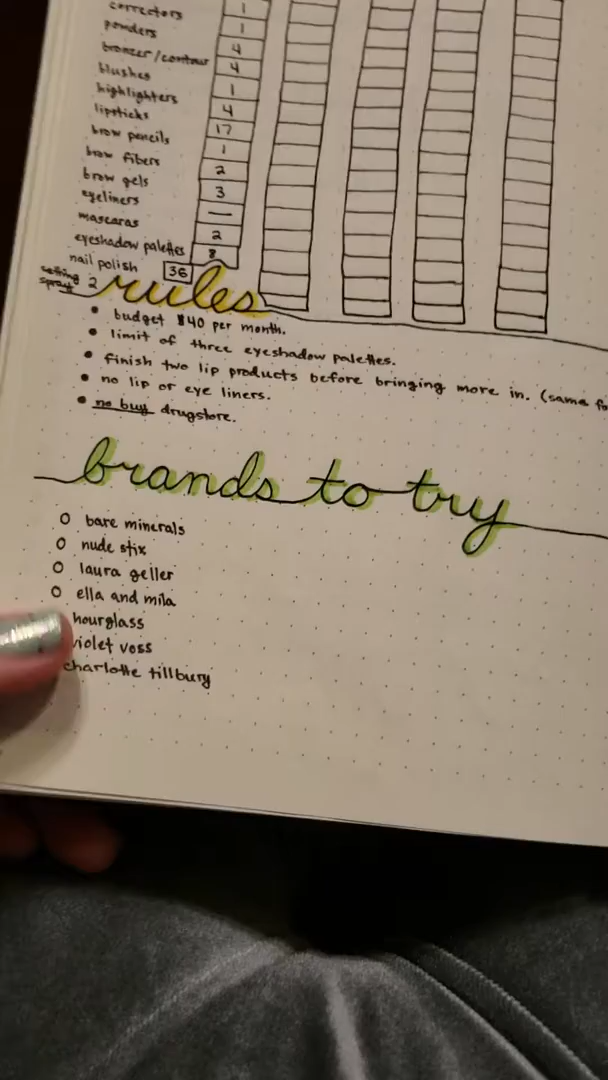 correctors 1
powders 1
bronzer/contour 4
blushes 4
highlighters 1
lipsticks 4
brow pencils 17
brow fibers 1
brow gels 2
eyeliners 3
mascaras —
eyeshadow palettes 2
nail polish 36 8
setting spray 2
rules
• budget $40 per month.
• limit of three eyeshadow palettes.
• finish two lip products before bringing more in. (same fo
• no lip or eye liners.
• no buy drugstore.
brands to try
O bare minerals
O nude stix
O laura geller
O ella and mila
hourglass
violet voss
charlotte tillbury